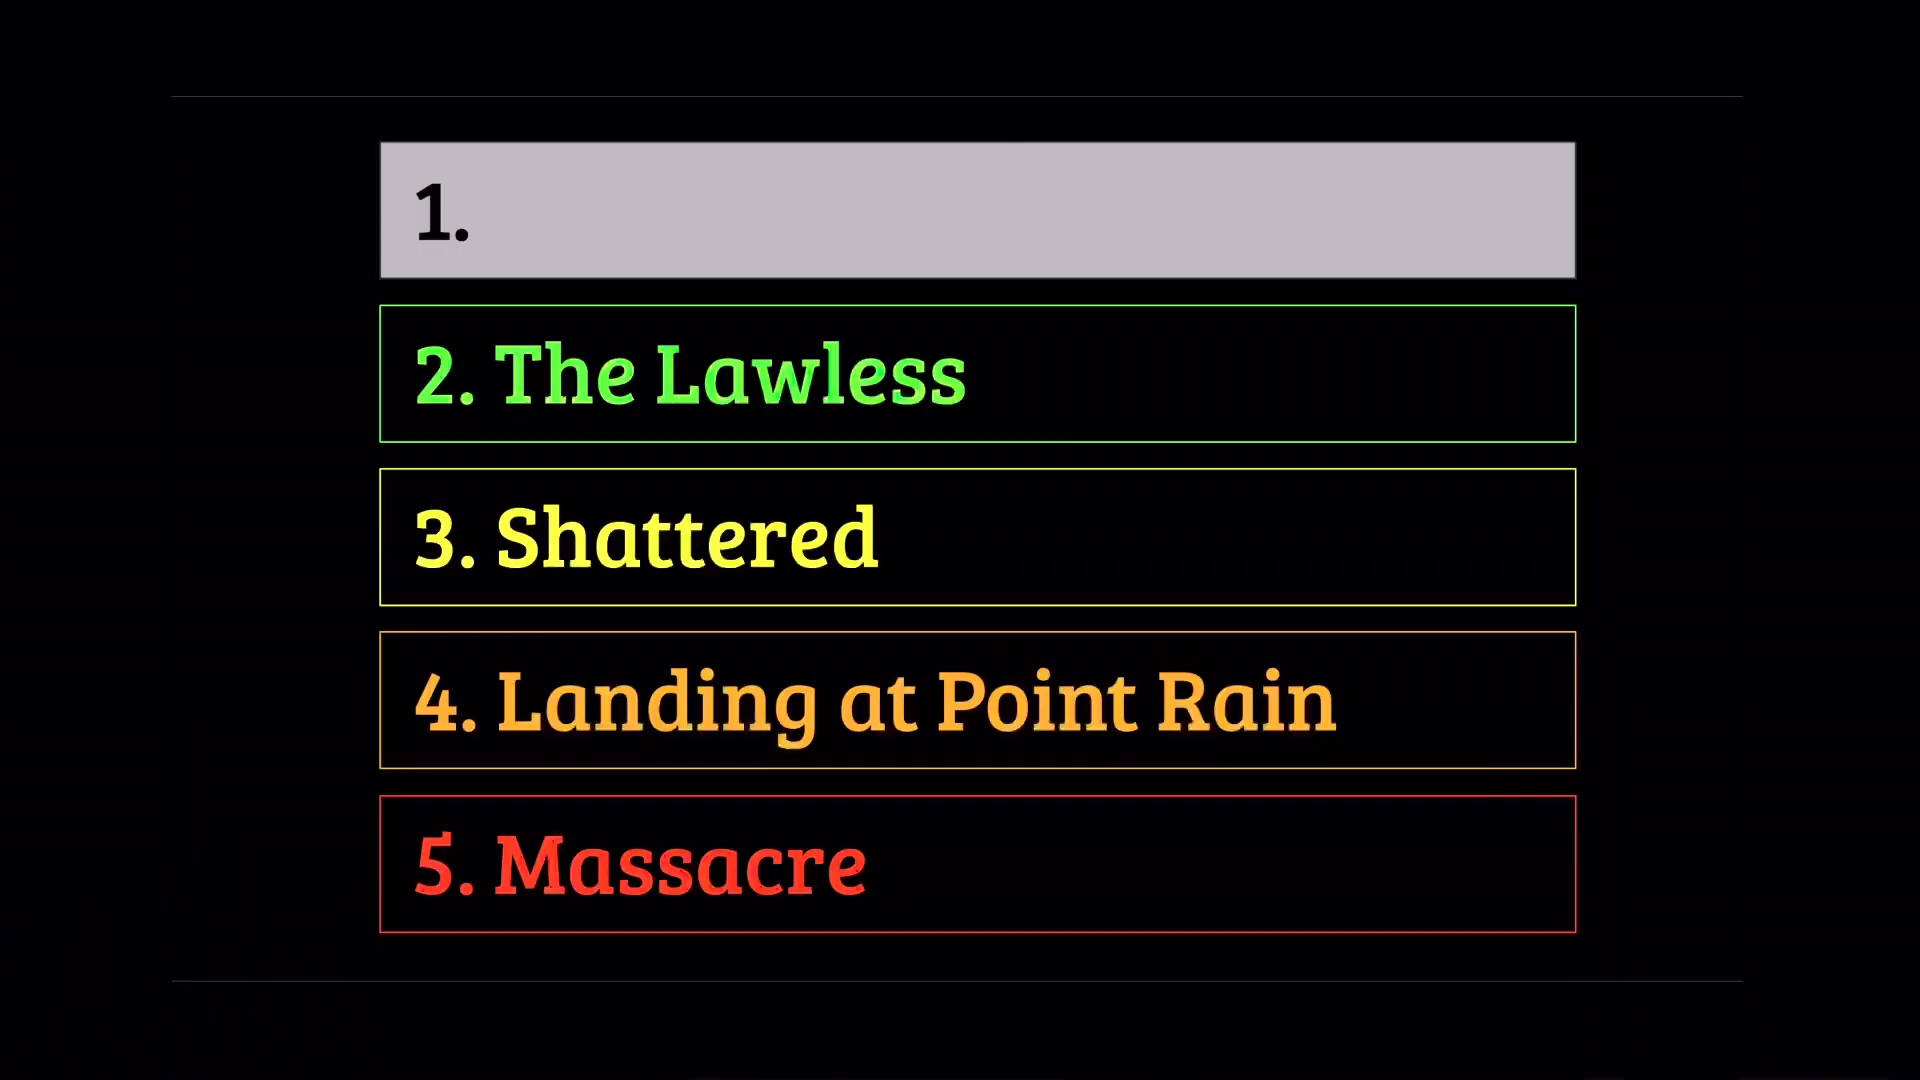 1.
2. The Lawless
3. Shattered
4. Landing at Point Rain
5. Massacre